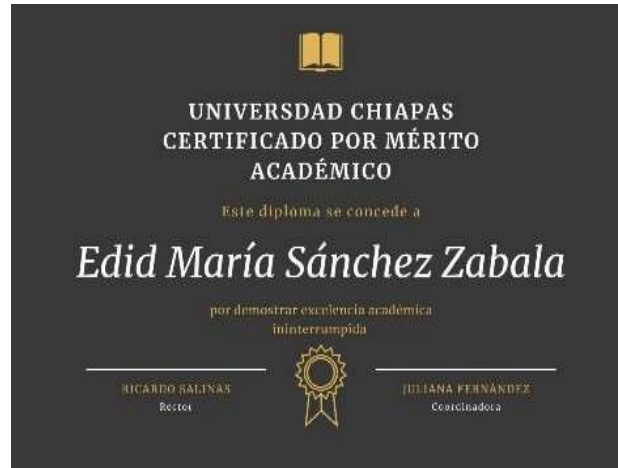 UNIVERSDAD CHIAPAS
CERTIFICADO POR MÉRITO
ACADÉMICO
Este diploma se concede a
Edid María Sánchez Zabala
por demostrar excelencia académica
ininterrumpida
RICARDO SALINAS
Rector
JULIANA FERNÁNDEZ
Coordinadora